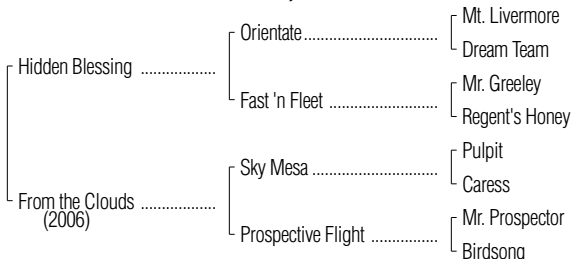 Mt. Livermore
Orientate
Dream Team
Hidden Blessing
Mr. Greeley
Fast 'n Fleet
Regent's Honey
Pulpit
Sky Mesa
Caress
From the Clouds
(2006)
Mr. Prospector
Prospective Flight
Birdsong